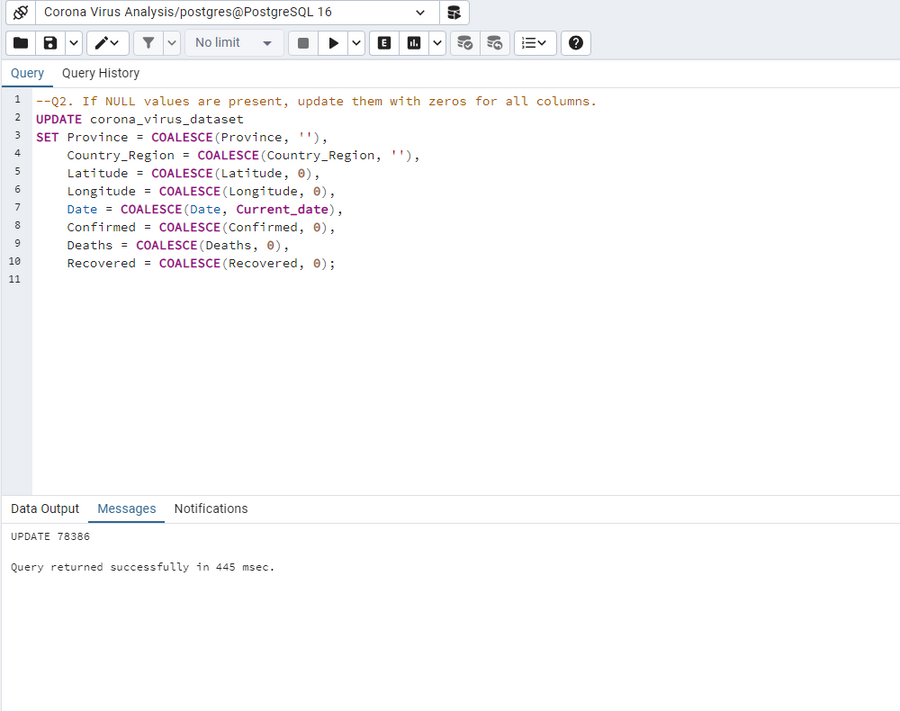 Corona Virus Analysis/postgres@PostgreSQL 16
No limit
E
Query Query History
1 --Q2. If NULL values are present, update them with zeros for all columns.
2 UPDATE corona_virus_dataset
3 SET Province = COALESCE(Province, ''),
4 Country_Region = COALESCE(Country_Region, ''),
5 Latitude = COALESCE(Latitude, 0),
6 Longitude = COALESCE(Longitude, 0),
7 Date = COALESCE(Date, Current_date),
8 Confirmed = COALESCE(Confirmed, 0),
9 Deaths = COALESCE(Deaths, 0),
10 Recovered = COALESCE(Recovered, 0);
11
Data Output Messages Notifications
UPDATE 78386
Query returned successfully in 445 msec.